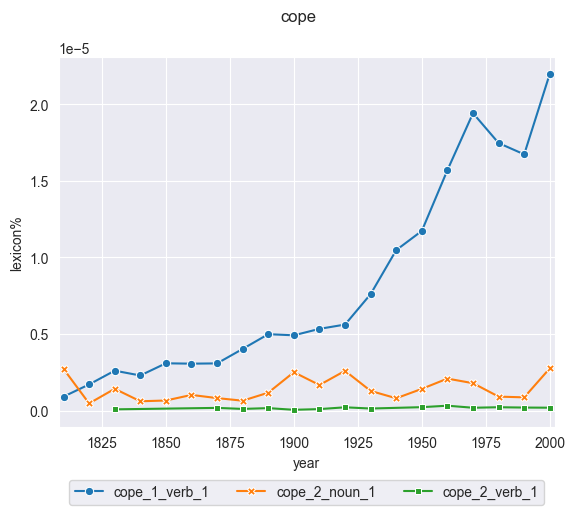 cope
1e−5
2.0
1.5
1.0
0.5
0.0
lexicon%
1825 1850 1875 1900 1925 1950 1975 2000
year
cope_1_verb_1 cope_2_noun_1 cope_2_verb_1